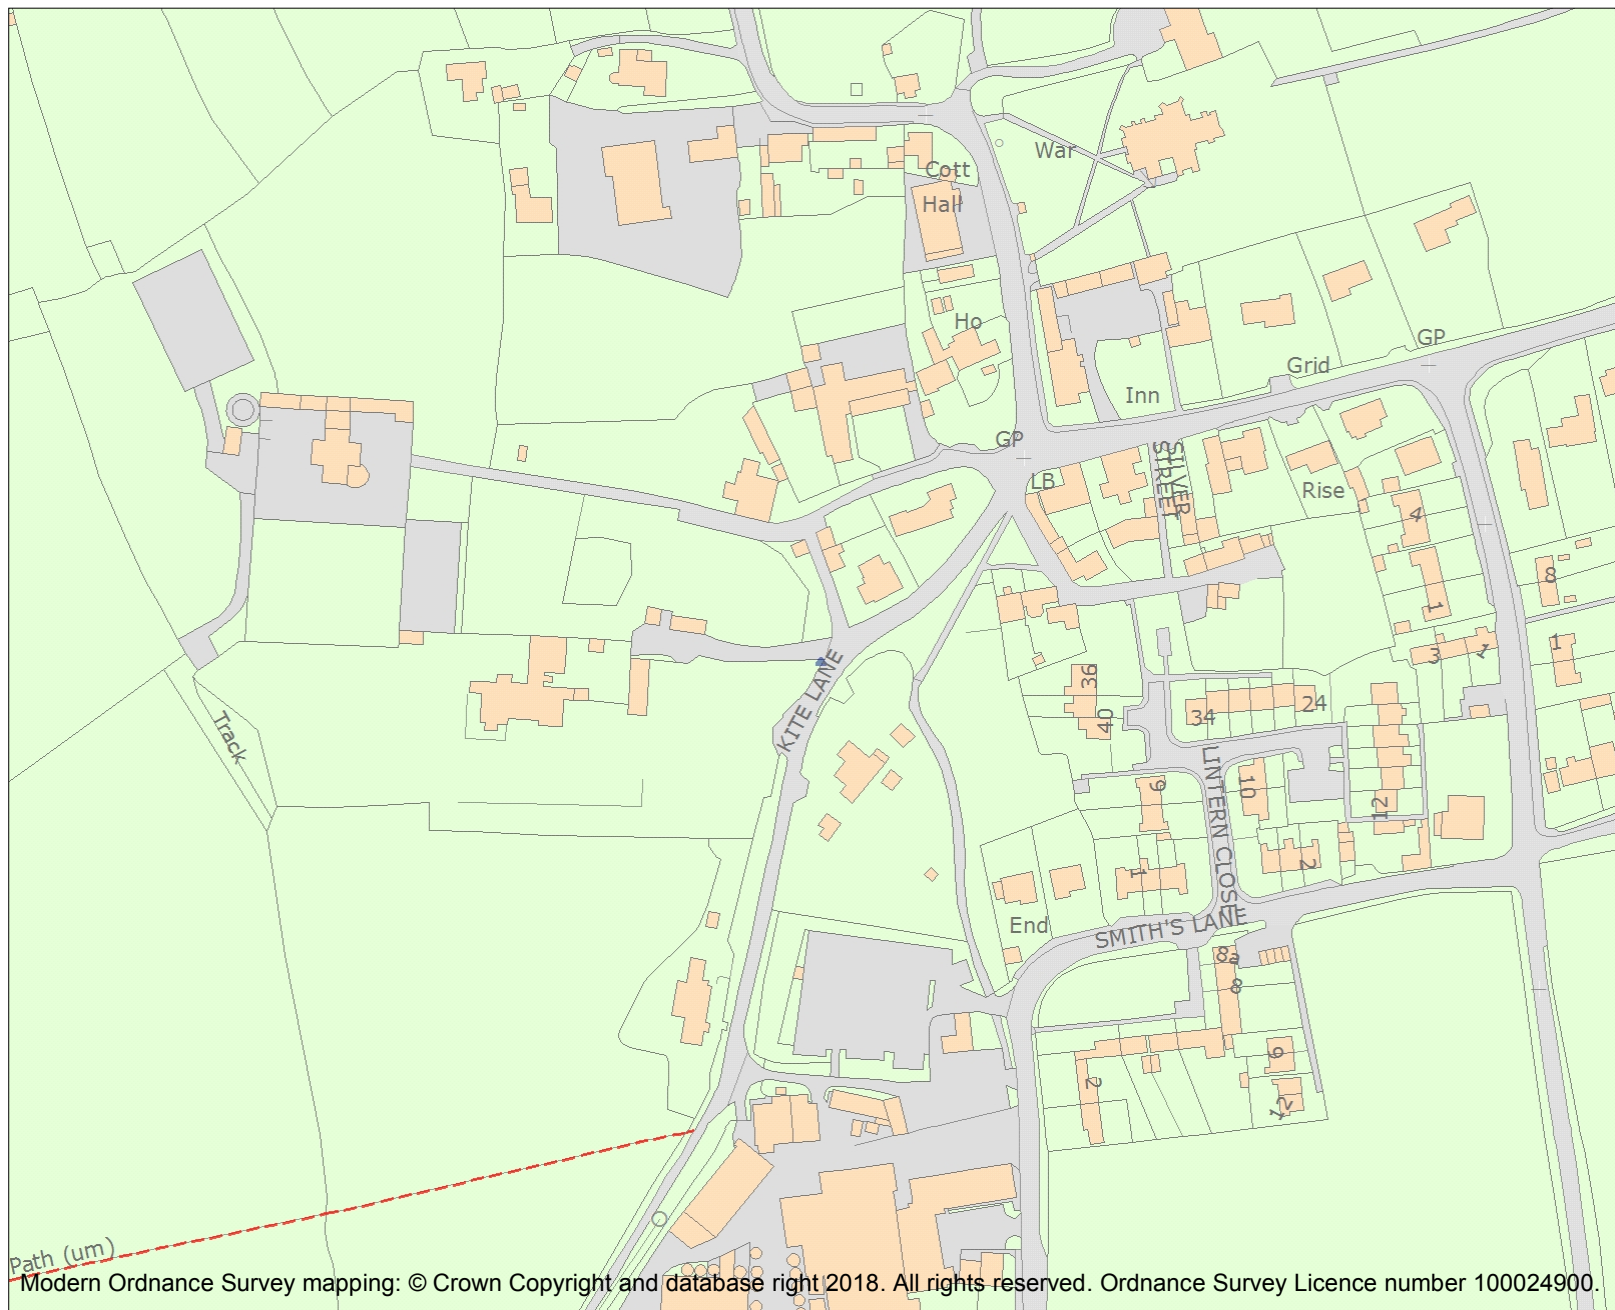 War
Cott
Hall
Ho
GP
Grid
Inn
GP
LB
SILVER
STREET
Rise
4
8
1
1
3
1
36
34
24
40
Track
KITE LANE
LINTERN CLOSE
9
10
12
2
1
End
SMITH'S LANE
8a
8
9
2
12
Path (um)
Modern Ordnance Survey mapping: © Crown Copyright and database right 2018. All rights reserved. Ordnance Survey Licence number 100024900.